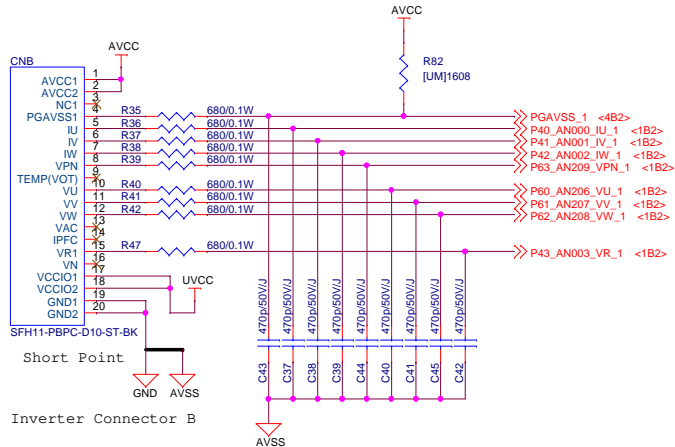 AVCC
AVCC
CNB
R82
[UM]1608
AVCC1 1
AVCC2 2
NC1 3
PGAVSS1 4 R35 680/0.1W PGAVSS_1 <4B2>
IU 5 R36 680/0.1W P40_AN000_IU_1 <1B2>
IV 6 R37 680/0.1W P41_AN001_IV_1 <1B2>
IW 7 R38 680/0.1W P42_AN002_IW_1 <1B2>
VPN 8 R39 680/0.1W P63_AN209_VPN_1 <1B2>
TEMP(VOT) 9
VU 10 R40 680/0.1W P60_AN206_VU_1 <1B2>
VV 11 R41 680/0.1W P61_AN207_VV_1 <1B2>
VW 12 R42 680/0.1W P62_AN208_VW_1 <1B2>
VAC 13
IPFC 14
VR1 15 R47 680/0.1W P43_AN003_VR_1 <1B2>
VN 16
VCCIO1 17
VCCIO2 18 UVCC
GND1 19
GND2 20
SFH11-PBPC-D10-ST-BK
470p/50V/J 470p/50V/J 470p/50V/J 470p/50V/J 470p/50V/J 470p/50V/J 470p/50V/J 470p/50V/J 470p/50V/J
Short Point
C43 C37 C38 C39 C44 C40 C41 C45 C42
GND AVSS
Inverter Connector B
AVSS